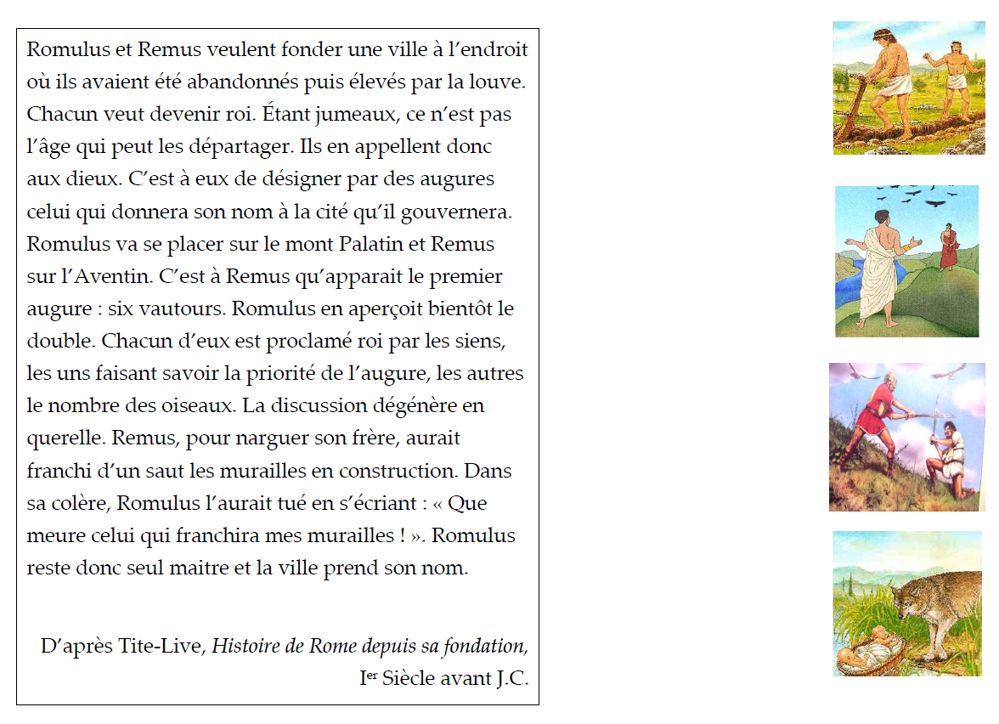 Romulus et Remus veulent fonder une ville à l’endroit
où ils avaient été abandonnés puis élevés par la louve.
Chacun veut devenir roi. Étant jumeaux, ce n’est pas
l’âge qui peut les départager. Ils en appellent donc
aux dieux. C’est à eux de désigner par des augures
celui qui donnera son nom à la cité qu’il gouvernera.
Romulus va se placer sur le mont Palatin et Remus
sur l’Aventin. C’est à Remus qu’apparait le premier
augure : six vautours. Romulus en aperçoit bientôt le
double. Chacun d’eux est proclamé roi par les siens,
les uns faisant savoir la priorité de l’augure, les autres
le nombre des oiseaux. La discussion dégénère en
querelle. Remus, pour narguer son frère, aurait
franchi d’un saut les murailles en construction. Dans
sa colère, Romulus l’aurait tué en s’écriant : « Que
meure celui qui franchira mes murailles ! ». Romulus
reste donc seul maitre et la ville prend son nom.
D’après Tite-Live, Histoire de Rome depuis sa fondation,
Ier Siècle avant J.C.